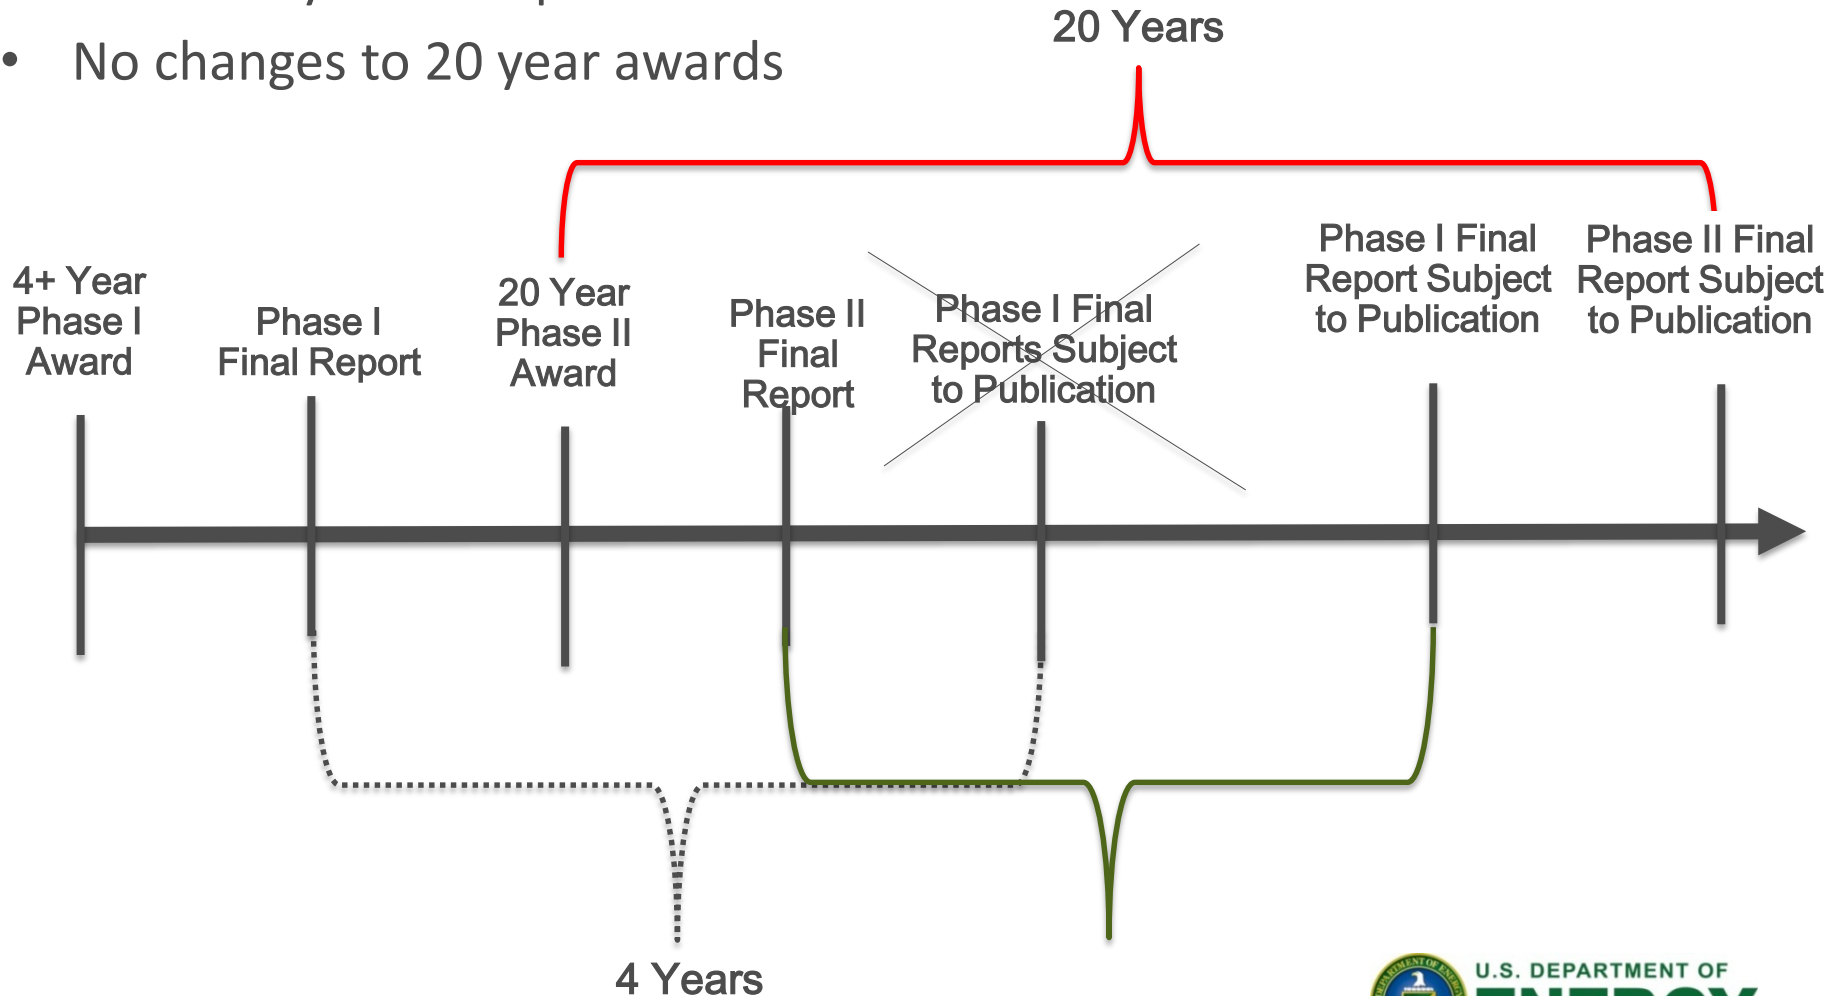 • No changes to 20 year awards
20 Years
4+ Year
Phase I
Award
Phase I
Final Report
20 Year
Phase II
Award
Phase II
Final
Report
Phase I Final
Reports Subject
to Publication
Phase I Final
Report Subject
to Publication
Phase II Final
Report Subject
to Publication
4 Years
U.S. DEPARTMENT OF
ENERGY